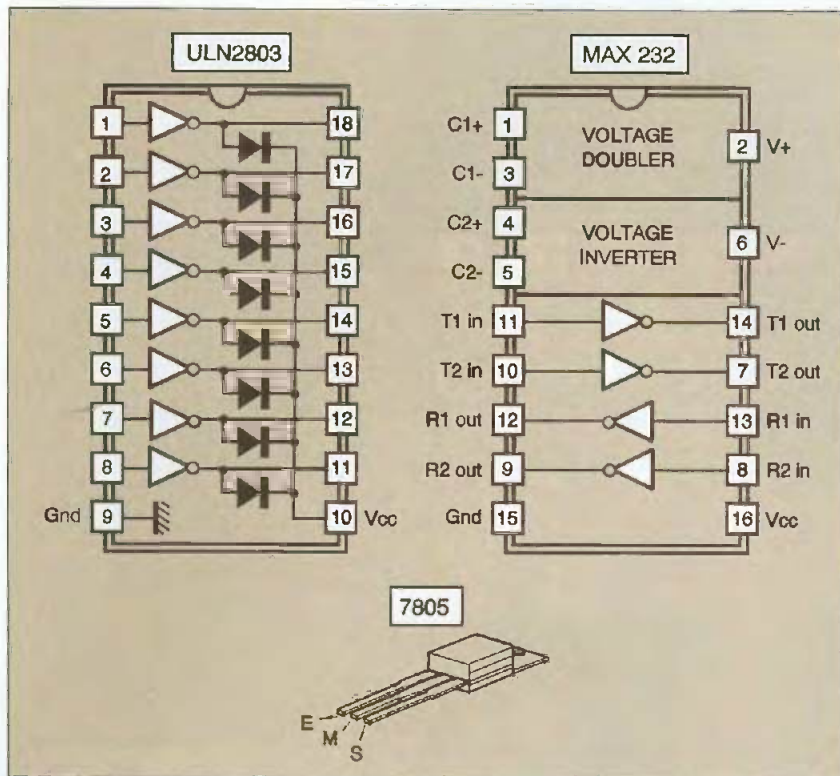 ULN2803
1 18
2 17
3 16
4 15
5 14
6 13
7 12
8 11
Gnd 9 10 Vcc
MAX 232
C1+ 1
VOLTAGE
DOUBLER
2 V+
C1- 3
C2+ 4
VOLTAGE
INVERTER
6 V-
C2- 5
T1 in 11 14 T1 out
T2 in 10 7 T2 out
R1 out 12 13 R1 in
R2 out 9 8 R2 in
Gnd 15 16 Vcc
7805
E
M
S